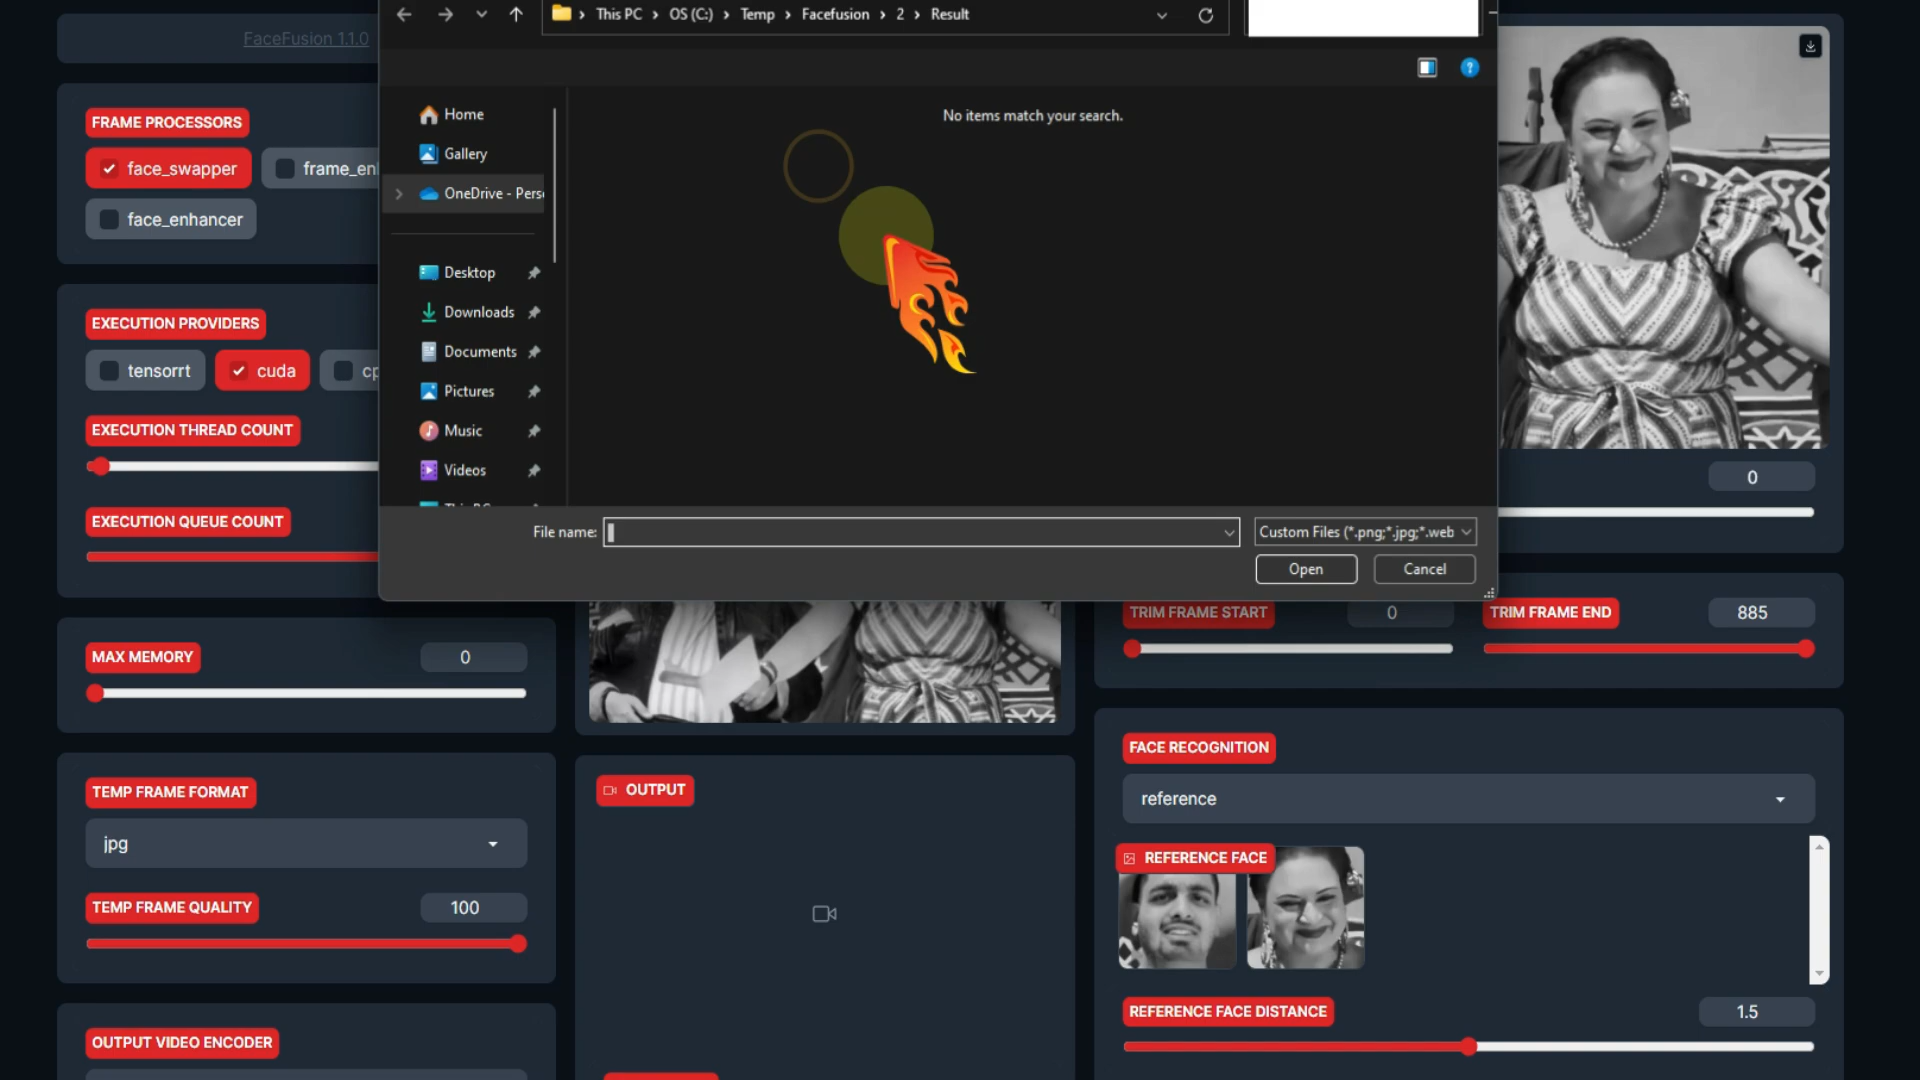 FaceFusion 1.1.0
This PC > OS (C:) > Temp > Facefusion > 2 > Result
FRAME PROCESSORS
face_swapper
frame_en
face_enhancer
EXECUTION PROVIDERS
tensorrt
cuda
cp
EXECUTION THREAD COUNT
EXECUTION QUEUE COUNT
Home
Gallery
OneDrive - Pers
Desktop
Downloads
Documents
Pictures
Music
Videos
This PC
No items match your search.
File name:
Custom Files (*.png;*.jpg;*.web
Open
Cancel
MAX MEMORY
0
TEMP FRAME FORMAT
jpg
TEMP FRAME QUALITY
100
OUTPUT VIDEO ENCODER
OUTPUT
0
TRIM FRAME START
0
TRIM FRAME END
885
FACE RECOGNITION
reference
REFERENCE FACE
REFERENCE FACE DISTANCE
1.5